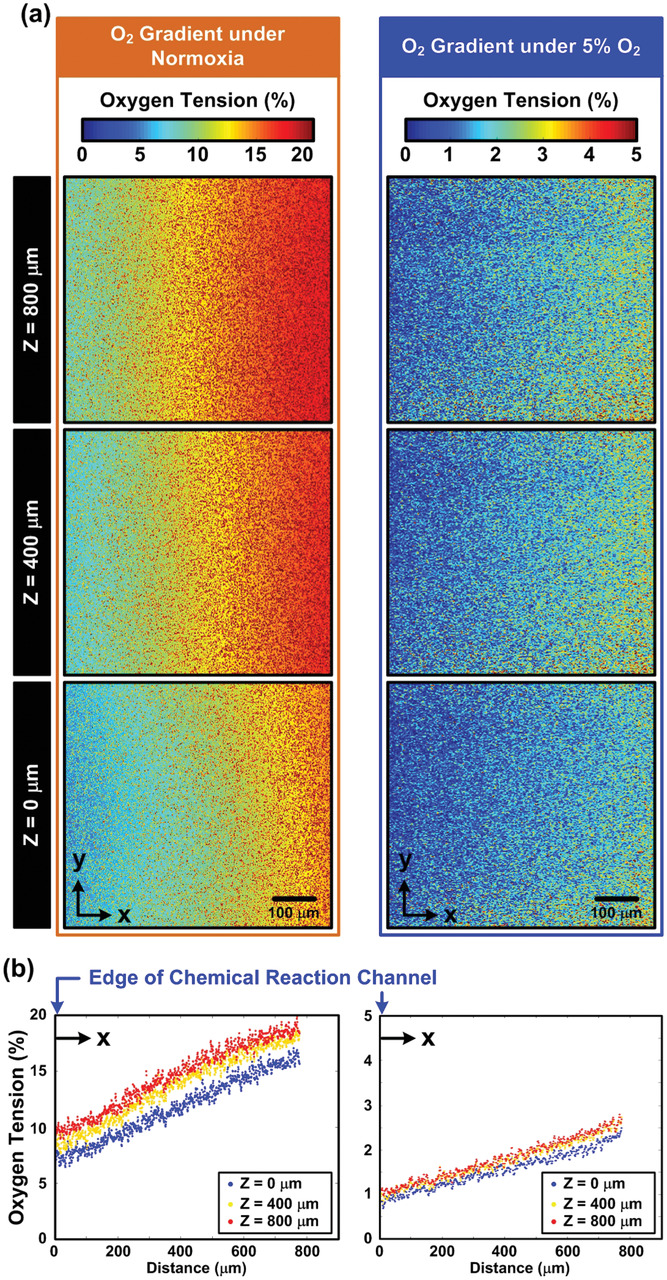 (a)
O₂ Gradient under
Normoxia
O₂ Gradient under 5% O₂
Oxygen Tension (%)
0 5 10 15 20
Oxygen Tension (%)
0 1 2 3 4 5
Z = 800 μm
Z = 400 μm
Z = 0 μm
y
x
100 μm
y
x
100 μm
(b)
Edge of Chemical Reaction Channel
Oxygen Tension (%)
20
15
10
5
0
x
Z = 0 μm
Z = 400 μm
Z = 800 μm
0 200 400 600 800
Distance (μm)
5
4
3
2
1
0
x
Z = 0 μm
Z = 400 μm
Z = 800 μm
0 200 400 600 800
Distance (μm)